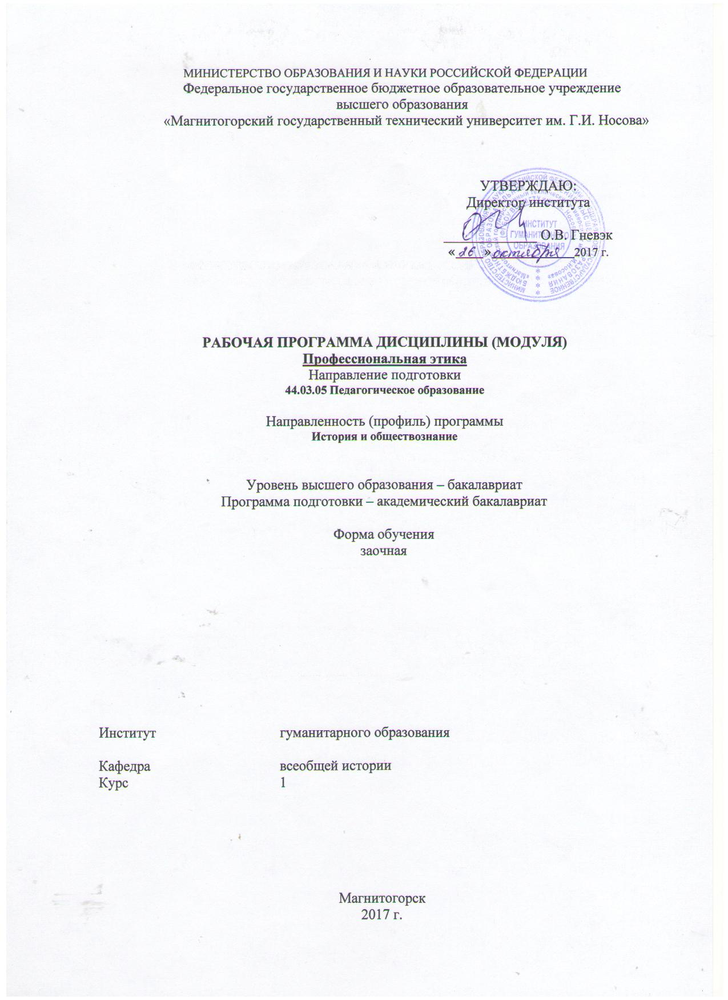 МИНИСТЕРСТВО ОБРАЗОВАНИЯ И НАУКИ РОССИЙСКОЙ ФЕДЕРАЦИИ
Федеральное государственное бюджетное образовательное учреждение
высшего образования
«Магнитогорский государственный технический университет им. Г.И. Носова»
УТВЕРЖДАЮ:
Директор института
О.В. Гневэк
« 26 » октября 2017 г.
ИНСТИТУТ
ГУМАНИТАРНОГО
ОБРАЗОВАНИЯ
РАБОЧАЯ ПРОГРАММА ДИСЦИПЛИНЫ (МОДУЛЯ)
Профессиональная этика
Направление подготовки
44.03.05 Педагогическое образование
Направленность (профиль) программы
История и обществознание
Уровень высшего образования – бакалавриат
Программа подготовки – академический бакалавриат
Форма обучения
заочная
Институт гуманитарного образования
Кафедра всеобщей истории
Курс 1
Магнитогорск
2017 г.